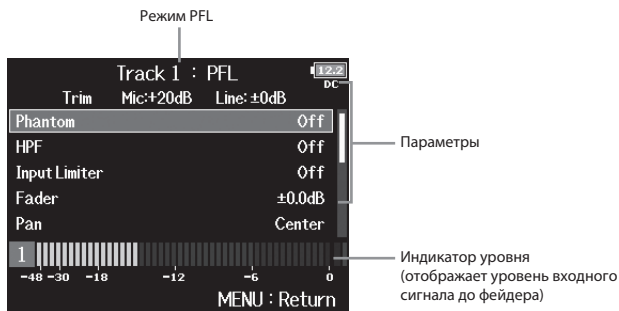 Режим PFL
Track 1 : PFL
12.2
DC
Trim Mic:+20dB Line:±0dB
Phantom Off
HPF Off
Input Limiter Off
Fader ±0.0dB
Pan Center
Параметры
1
-48 -30 -18 -12 -6 0
MENU : Return
Индикатор уровня
(отображает уровень входного
сигнала до фейдера)